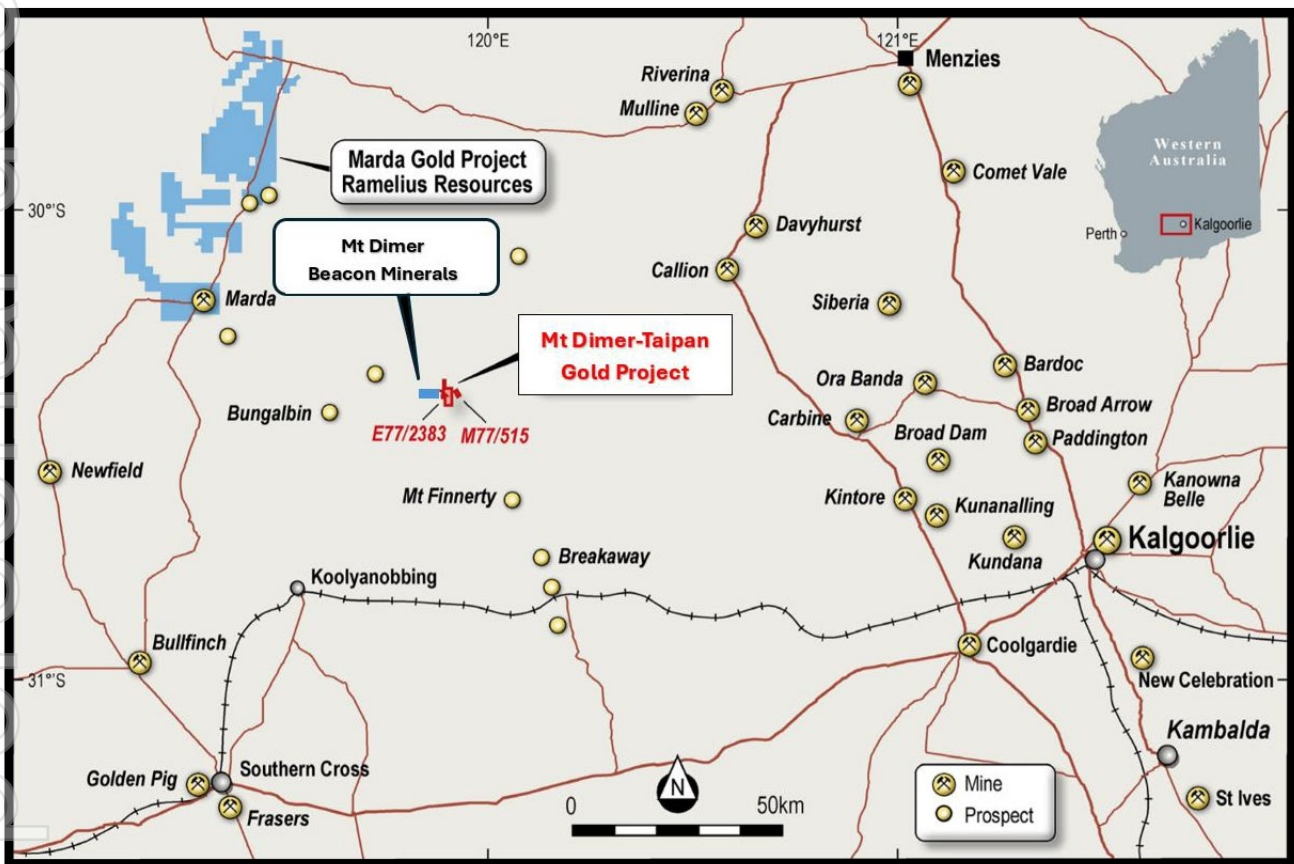 120°E
121°E
Menzies
Riverina
Mulline
Western
Australia
Perth
Kalgoorlie
Marda Gold Project
Ramelius Resources
Comet Vale
30°S
Davyhurst
Mt Dimer
Beacon Minerals
Callion
Siberia
Marda
Mt Dimer-Taipan
Gold Project
Bardoc
Ora Banda
Broad Arrow
Bungalbin
Carbine
E77/2383
M77/515
Broad Dam
Paddington
Newfield
Kanowna
Belle
Mt Finnerty
Kintore
Kunanalling
Kalgoorlie
Kundana
Breakaway
Koolyanobbing
Bullfinch
Coolgardie
31°S
New Celebration
Kambalda
Golden Pig
Southern Cross
N
Mine
0
50km
St Ives
Prospect
Frasers